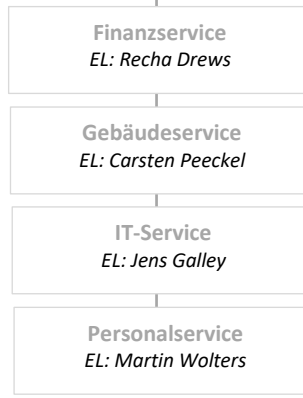 Finanzservice
EL: Recha Drews
Gebäudeservice
EL: Carsten Peeckel
IT-Service
EL: Jens Galley
Personalservice
EL: Martin Wolters